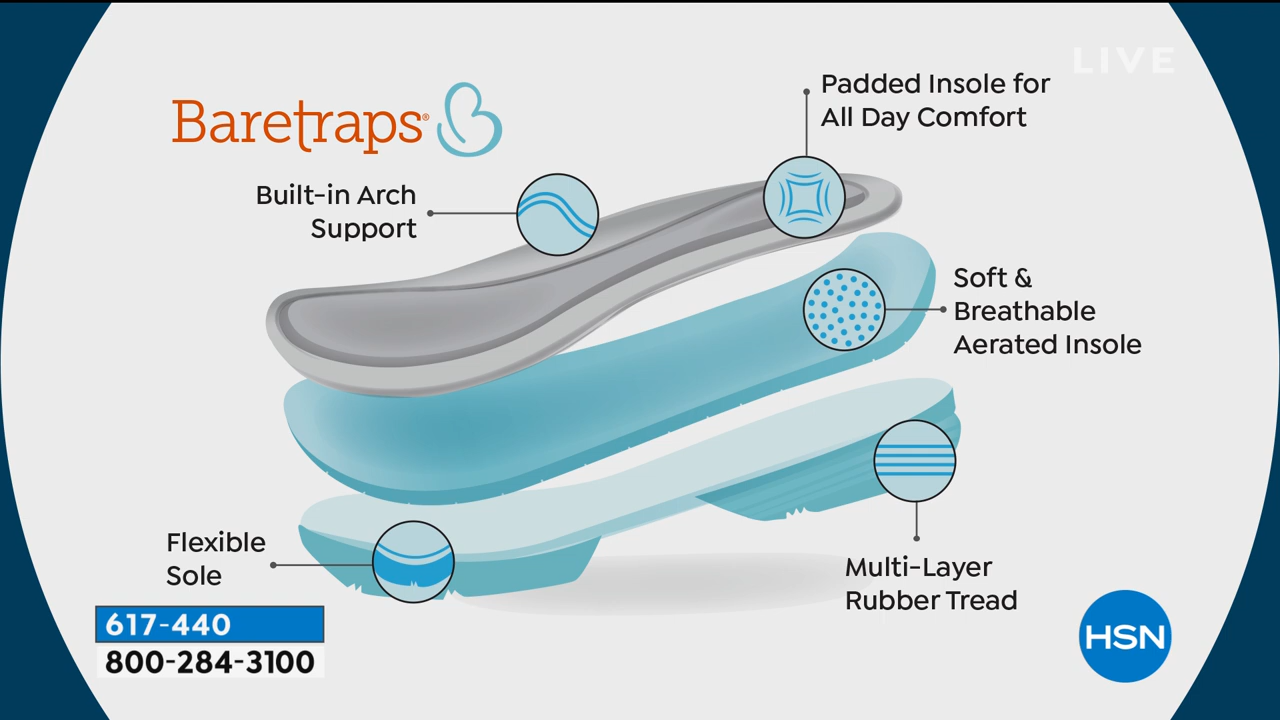 LIVE
Baretraps®
Padded Insole for
All Day Comfort
Built-in Arch
Support
Soft &
Breathable
Aerated Insole
Flexible
Sole
Multi-Layer
Rubber Tread
617-440
800-284-3100
HSN